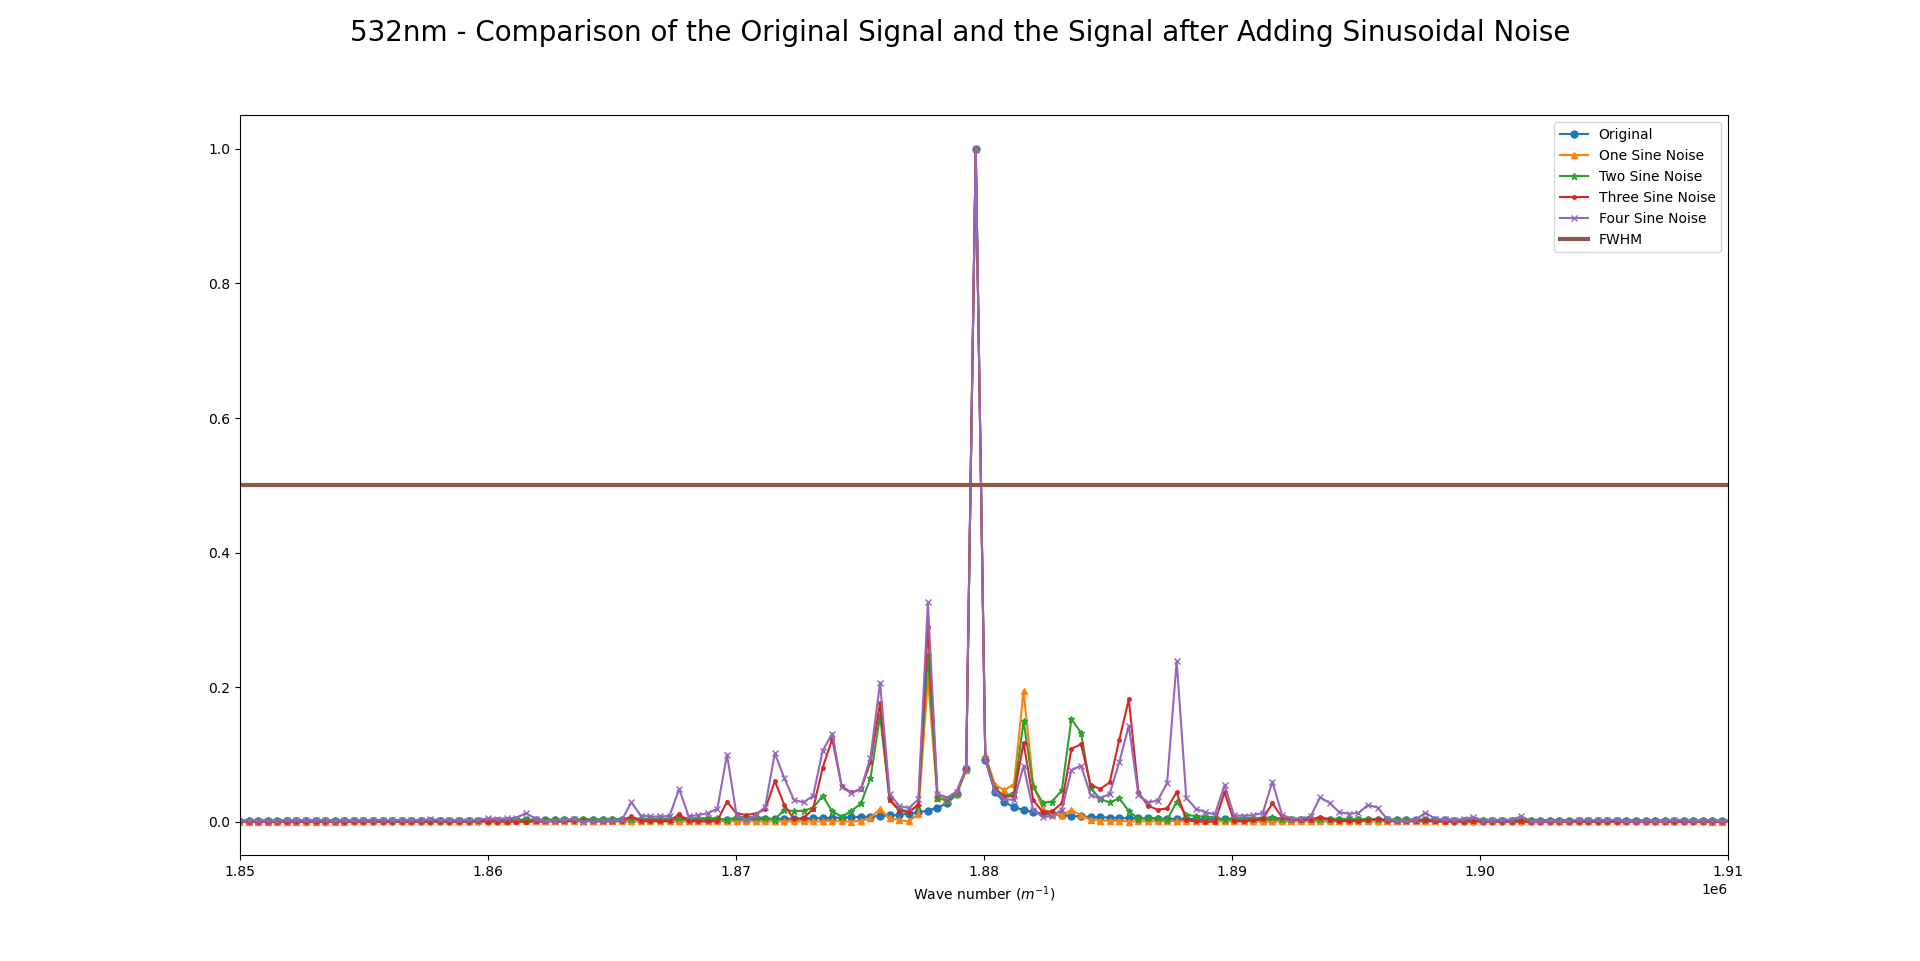 532nm - Comparison of the Original Signal and the Signal after Adding Sinusoidal Noise
1.0
0.8
0.6
0.4
0.2
0.0
Original
One Sine Noise
Two Sine Noise
Three Sine Noise
Four Sine Noise
FWHM
1.85 1.86 1.87 1.88 1.89 1.90 1.91
1e6
Wave number (m⁻¹)